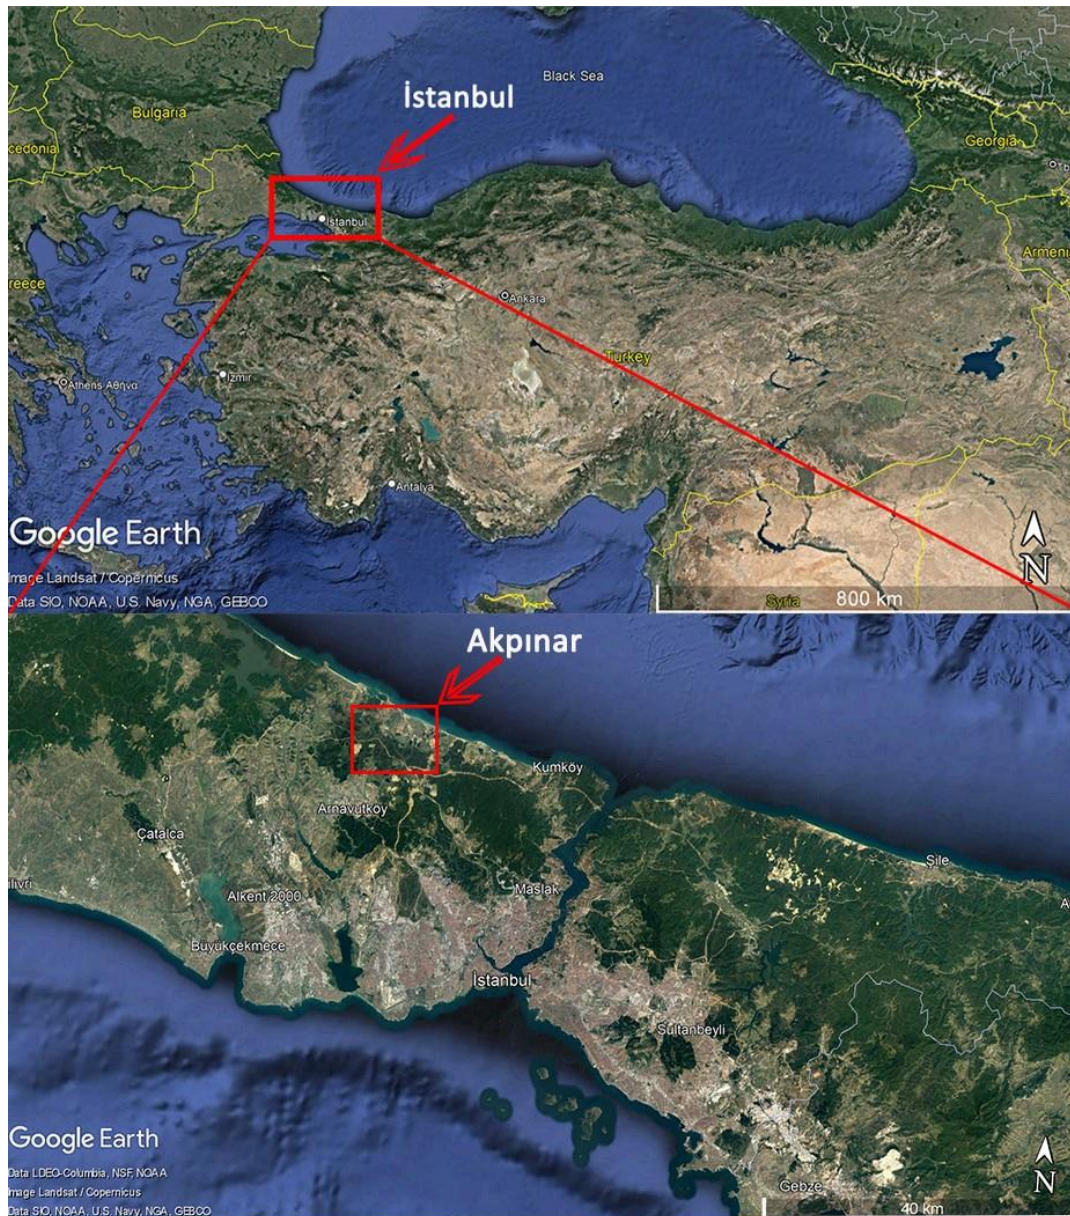 Black Sea
İstanbul
Bulgaria
cedonia
Georgia
İstanbul
Armeni
reece
Ankara
Turkey
Athens Αθήνα
İzmir
Antalya
Google Earth
N
Image Landsat / Copernicus
Data SIO, NOAA, U.S. Navy, NGA, GEBCO
Syria
800 km
Akpınar
Kumköy
Arnavutköy
Çatalca
Şile
ilivri
Alkent 2000
Maslak
A
Büyükçekmece
İstanbul
Sultanbeyli
Google Earth
Data LDEO-Columbia, NSF, NOAA
Image Landsat / Copernicus
Data SIO, NOAA, U.S. Navy, NGA, GEBCO
Gebze
N
40 km